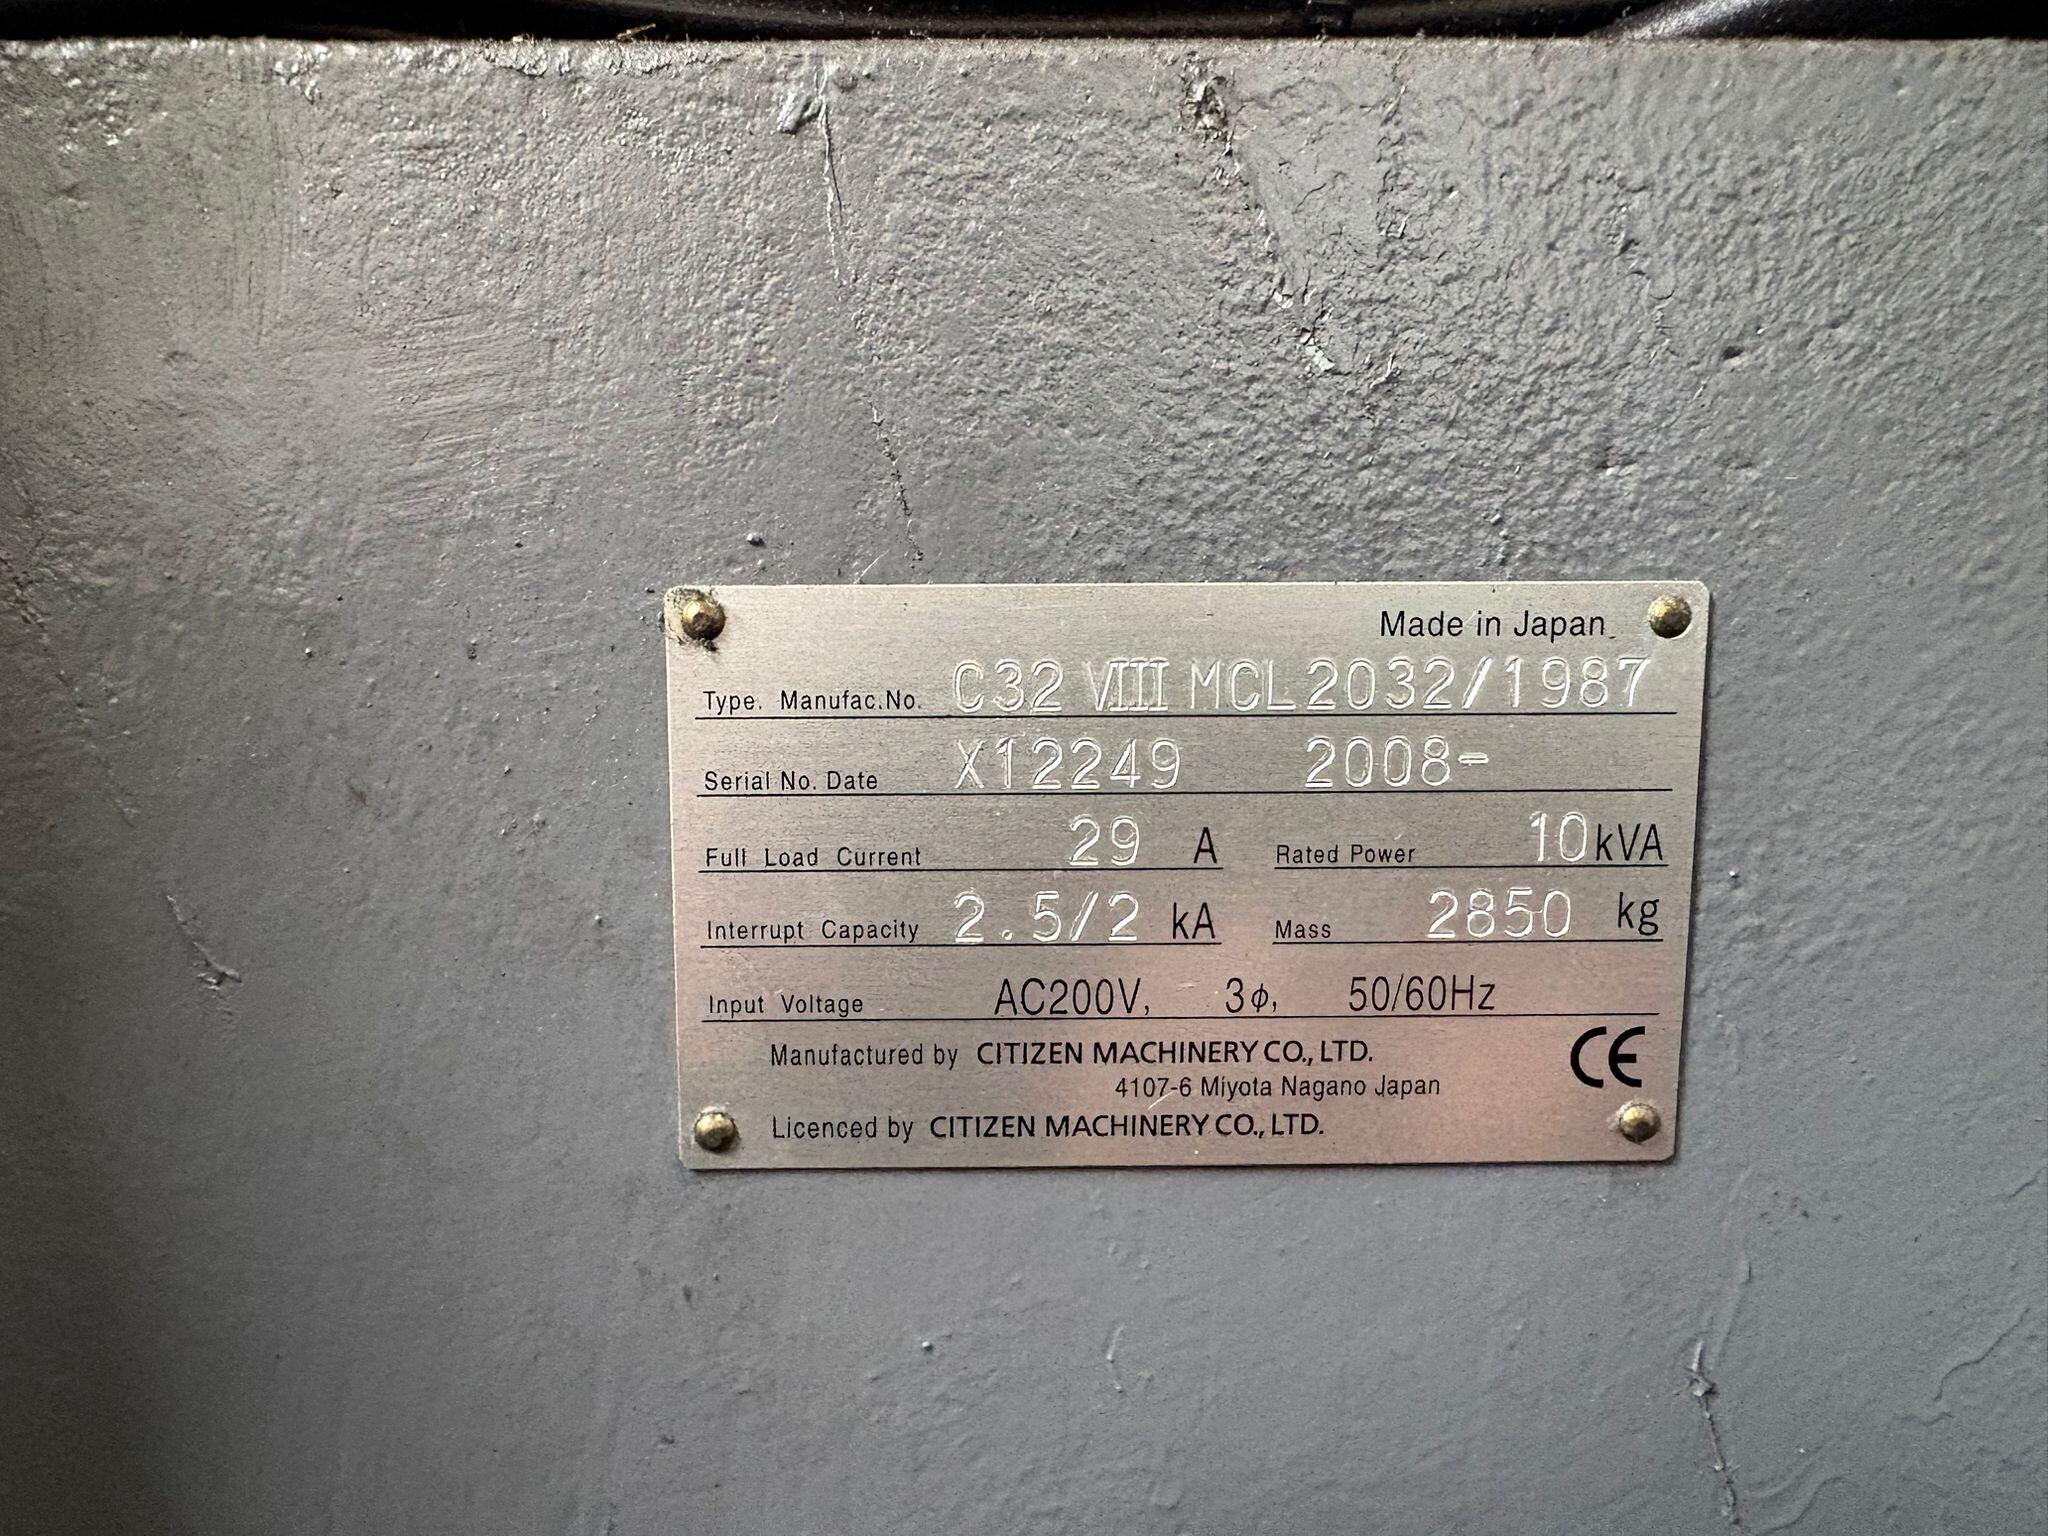 Made in Japan
Type. Manufac.No. C32 VIII MCL2032/1987
Serial No. Date X12249 2008-
Full Load Current 29 A Rated Power 10 kVA
Interrupt Capacity 2.5/2 kA Mass 2850 kg
Input Voltage AC200V, 3φ, 50/60Hz
Manufactured by CITIZEN MACHINERY CO., LTD.
4107-6 Miyota Nagano Japan
CE
Licenced by CITIZEN MACHINERY CO., LTD.